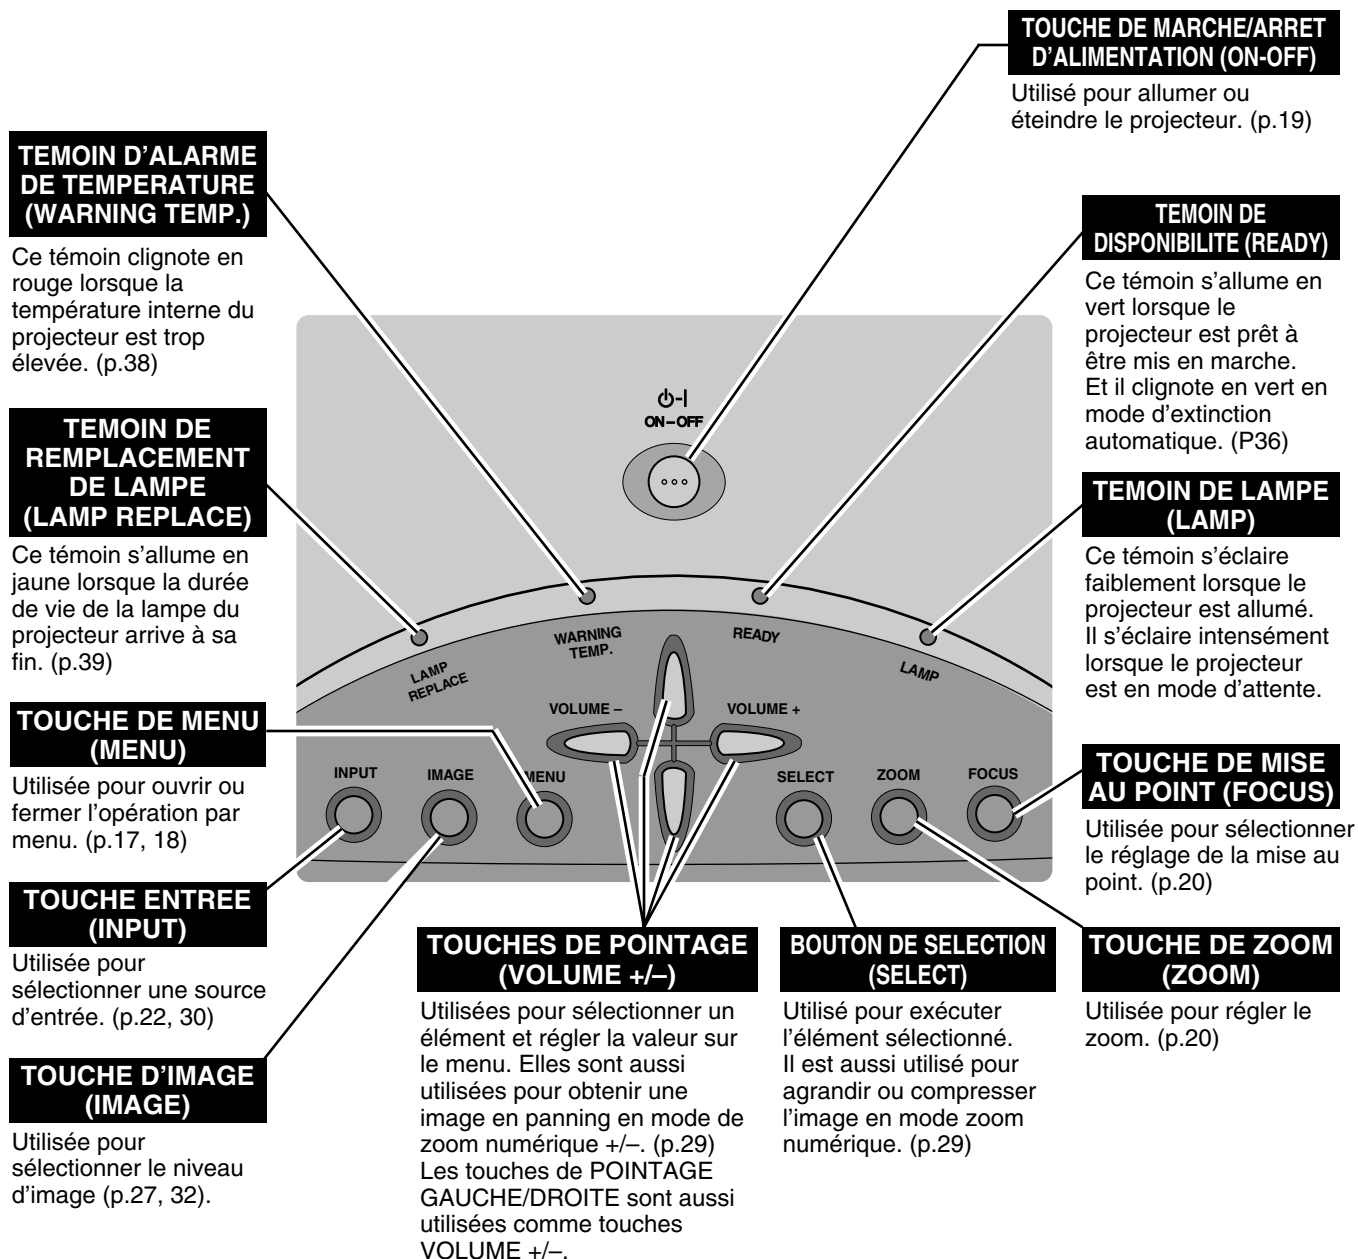 TOUCHE DE MARCHE/ARRET
D'ALIMENTATION (ON-OFF)
Utilisé pour allumer ou
éteindre le projecteur. (p.19)
TEMOIN D'ALARME
DE TEMPERATURE
(WARNING TEMP.)
Ce témoin clignote en
rouge lorsque la
température interne du
projecteur est trop
élevée. (p.38)
TEMOIN DE
DISPONIBILITE (READY)
Ce témoin s'allume en
vert lorsque le
projecteur est prêt à
être mis en marche.
Et il clignote en vert en
mode d'extinction
automatique. (P36)
TEMOIN DE
REMPLACEMENT
DE LAMPE
(LAMP REPLACE)
Ce témoin s'allume en
jaune lorsque la durée
de vie de la lampe du
projecteur arrive à sa
fin. (p.39)
TEMOIN DE LAMPE
(LAMP)
Ce témoin s'éclaire
faiblement lorsque le
projecteur est allumé.
Il s'éclaire intensément
lorsque le projecteur
est en mode d'attente.
ON–OFF
LAMP
REPLACE
WARNING
TEMP.
READY
LAMP
VOLUME –
VOLUME +
INPUT
IMAGE
MENU
SELECT
ZOOM
FOCUS
TOUCHE DE MENU
(MENU)
Utilisée pour ouvrir ou
fermer l'opération par
menu. (p.17, 18)
TOUCHE DE MISE
AU POINT (FOCUS)
Utilisée pour sélectionner
le réglage de la mise au
point. (p.20)
TOUCHE ENTREE
(INPUT)
Utilisée pour
sélectionner une source
d'entrée. (p.22, 30)
TOUCHE D'IMAGE
(IMAGE)
Utilisée pour
sélectionner le niveau
d'image (p.27, 32).
TOUCHES DE POINTAGE
(VOLUME +/–)
Utilisées pour sélectionner un
élément et régler la valeur sur
le menu. Elles sont aussi
utilisées pour obtenir une
image en panning en mode de
zoom numérique +/–. (p.29)
Les touches de POINTAGE
GAUCHE/DROITE sont aussi
utilisées comme touches
VOLUME +/–.
BOUTON DE SELECTION
(SELECT)
Utilisé pour exécuter
l'élément sélectionné.
Il est aussi utilisé pour
agrandir ou compresser
l'image en mode zoom
numérique. (p.29)
TOUCHE DE ZOOM
(ZOOM)
Utilisée pour régler le
zoom. (p.20)